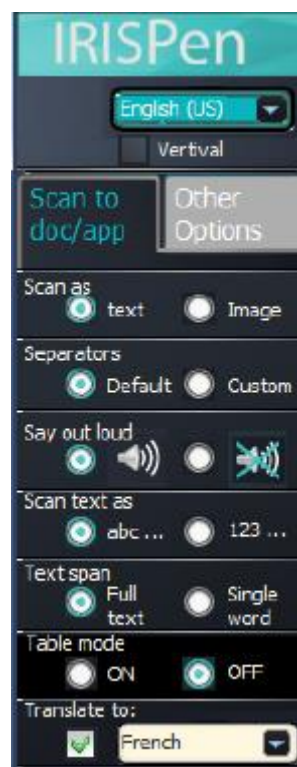 IRISPen
English (US)
Vertival
Scan to doc/app
Other Options
Scan as
text Image
Separators
Default Custom
Say out loud
Scan text as
abc ... 123 ...
Text span
Full text Single word
Table mode
ON OFF
Translate to:
French